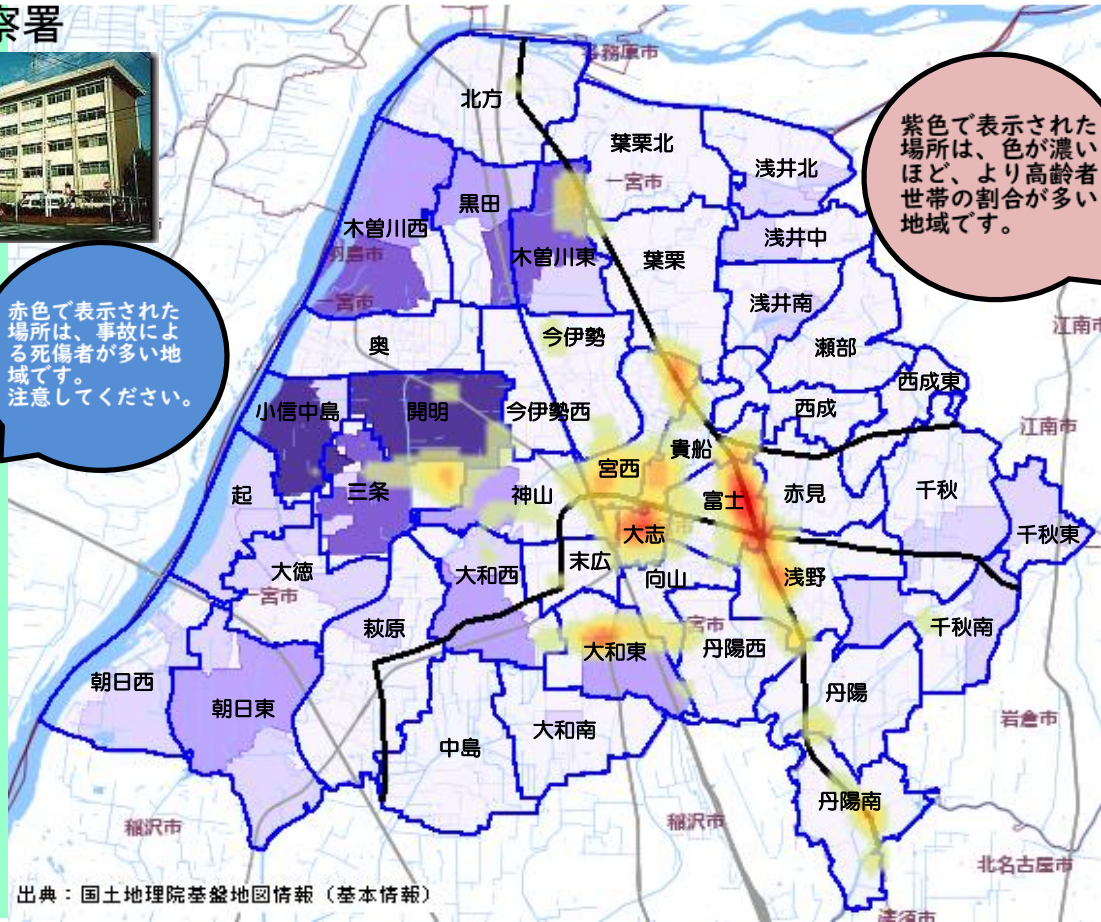 察署
各務原市
北方
葉栗北
一宮市
浅井北
紫色で表示された
場所は、色が濃い
ほど、より高齢者
世帯の割合が多い
地域です。
黒田
木曽川西
羽島市
木曽川東
葉栗
浅井中
一宮市
浅井南
赤色で表示された
場所は、事故によ
る死傷者が多い地
域です。
注意してください。
江南市
奥
今伊勢
瀬部
西成東
小信中島
開明
今伊勢西
西成
江南市
貴船
宮西
起
三条
神山
富士
赤見
千秋
大志
千秋東
大徳
大和西
末広
向山
浅野
一宮市
萩原
宮市
千秋南
大和東
丹陽西
朝日西
朝日東
丹陽
岩倉市
中島
大和南
丹陽南
稲沢市
稲沢市
北名古屋市
出典：国土地理院基盤地図情報（基本情報）
清須市